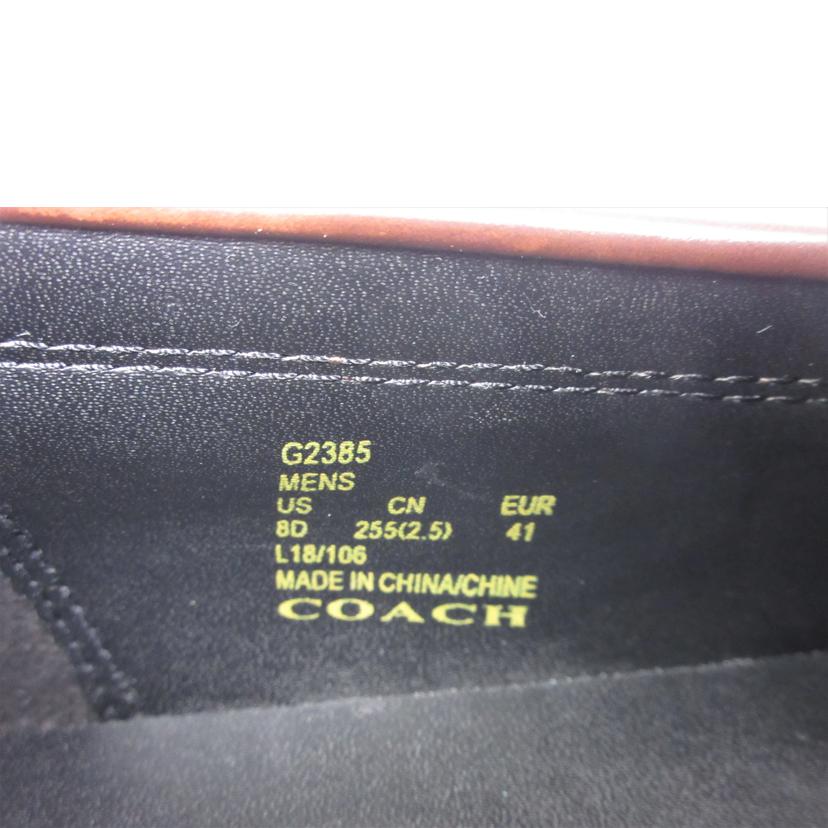 G2385
MENS
US CN EUR
8D 255(2.5) 41
L18/106
MADE IN CHINA/CHINE
COACH